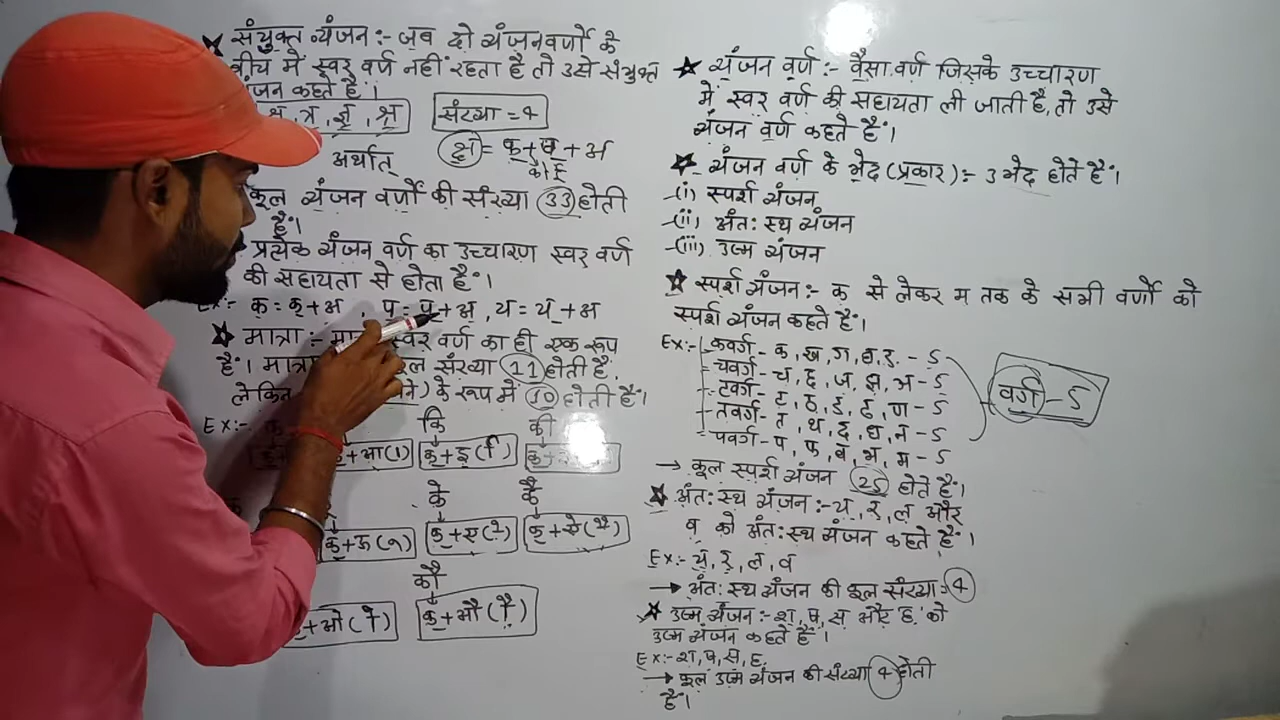 ★ संयुक्त व्यंजन :- जब दो व्यंजन वर्णो के
बीच में स्वर वर्ण नहीं रहता है तो उसे संयुक्त
कहते है ।
क्ष, त्र, ज्ञ, श्र संख्या = 4
अर्थात् क्ष = क्+ष् + अ
कोई
कूल व्यंजन वर्णों की संख्या 33 होती
है।
प्रत्येक व्यंजन वर्ण का उच्चारण स्वर वर्ण
की सहायता से होता है ।
Ex:- क = क्+अ , प = प्+अ , य = य्+अ
★ मात्रा :- स्वर वर्ण का ही एक रूप
है। संख्या 11 होती है,
लेकिन के रूप में 10 होती है।
Ex:- कि की
+आ(ा) क्+इ(ि)
के कै
क्+ऊ(ू) क्+ए(े) क्+ऐ(ै)
कौ
+ओ(ो) क्+औ(ौ)
★ व्यंजन वर्ण :- वैसा वर्ण जिसके उच्चारण
में स्वर वर्ण की सहायता ली जाती है, तो उसे
व्यंजन वर्ण कहते है ।
★ व्यंजन वर्ण के भेद (प्रकार) :- 3 भेद होते है ।
(i) स्पर्श व्यंजन
(ii) अंत: स्थ व्यंजन
(iii) उष्म व्यंजन
★ स्पर्श व्यंजन :- क से लेकर म तक के सभी वर्णो को
स्पर्श व्यंजन कहते है ।
Ex:- कवर्ग - क, ख, ग, घ, ङ - 5
चवर्ग - च, छ, ज, झ, ञ - 5
टवर्ग - ट, ठ, ड, ढ, ण - 5
तवर्ग - त, थ, द, ध, न - 5
पवर्ग - प, फ, ब, भ, म - 5
वर्ग - 5
→ कूल स्पर्श व्यंजन 25 होते है ।
★ अंत: स्थ व्यंजन :- य, र, ल और
व को अंत: स्थ व्यंजन कहते है ।
Ex:- य, र, ल, व
→ अंत: स्थ व्यंजन की कूल संख्या = 4
★ उष्म व्यंजन :- श, ष, स और ह को
उष्म व्यंजन कहते है ।
Ex:- श, ष, स, ह
→ कूल उष्म व्यंजन की संख्या 4 होती
है ।